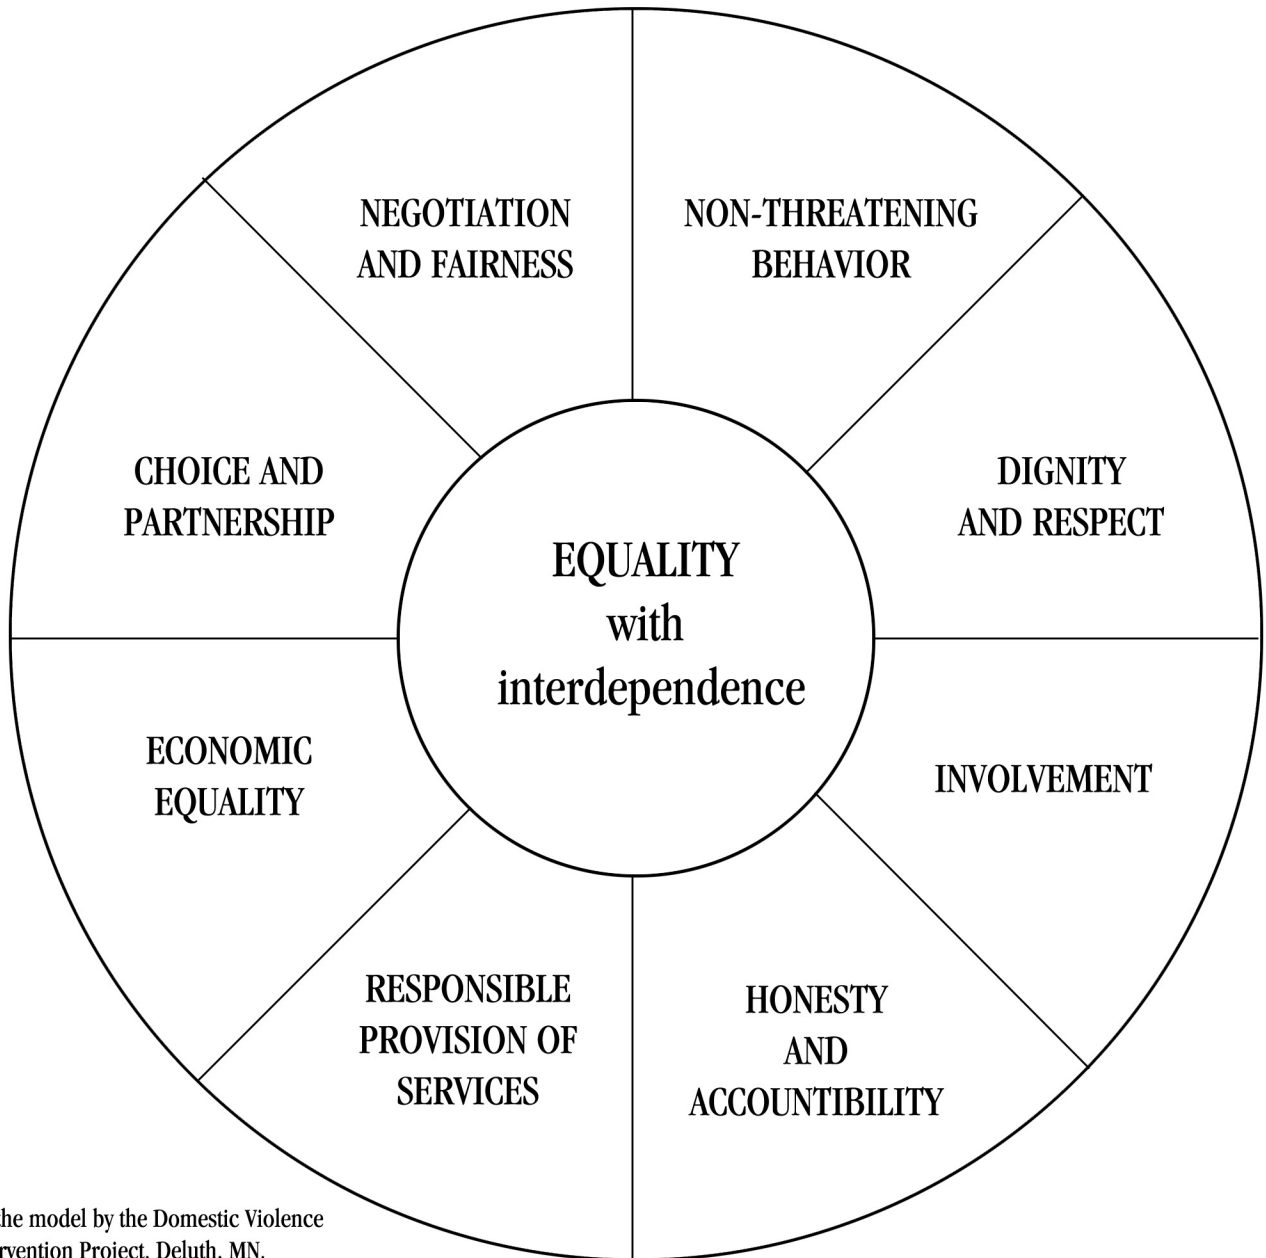 NEGOTIATION
AND FAIRNESS
NON-THREATENING
BEHAVIOR
CHOICE AND
PARTNERSHIP
DIGNITY
AND RESPECT
EQUALITY
with
interdependence
ECONOMIC
EQUALITY
INVOLVEMENT
RESPONSIBLE
PROVISION OF
SERVICES
HONESTY
AND
ACCOUNTIBILITY
the model by the Domestic Violence
rvention Project, Deluth, MN.